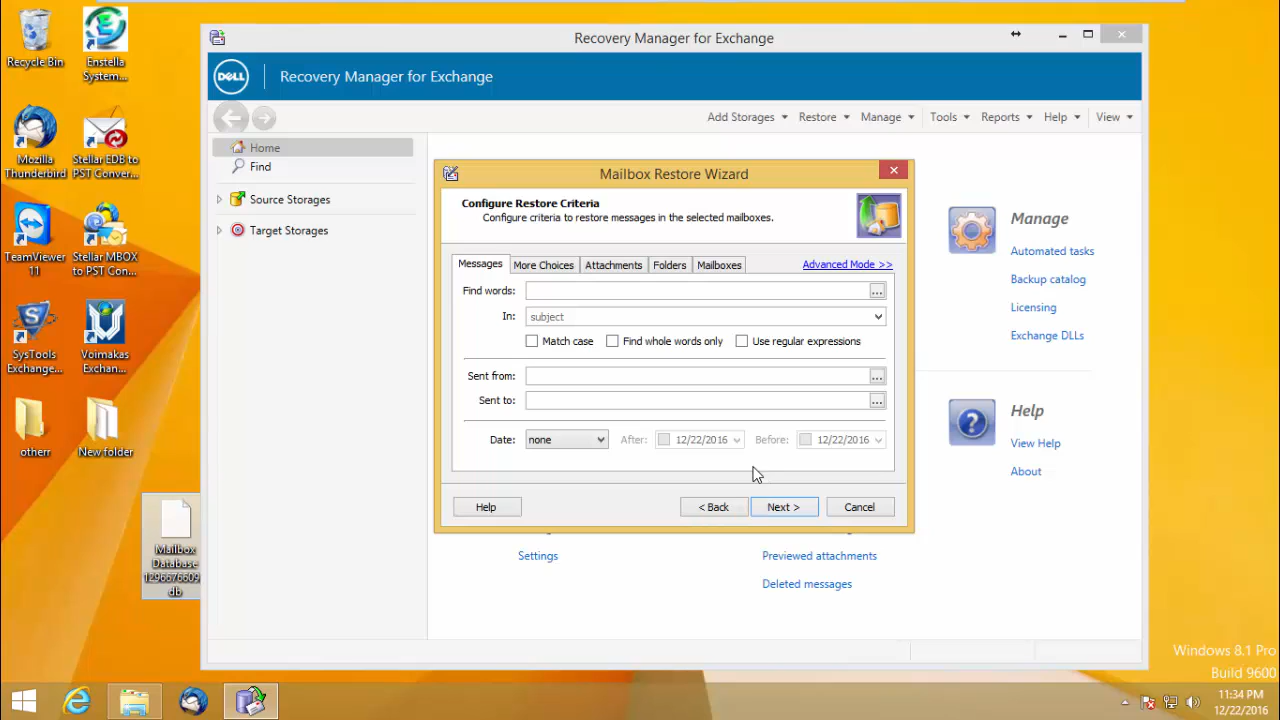 Recycle Bin
Enstella
System...
Mozilla
Thunderbird
Stellar EDB to
PST Conver...
TeamViewer
11
Stellar MBOX
to PST Con...
SysTools
Exchange...
Voimakas
Exchan...
otherr
New folder
Mailbox
Database
db
Recovery Manager for Exchange
DELL
Recovery Manager for Exchange
Add Storages
Restore
Manage
Tools
Reports
Help
View
Home
Find
Source Storages
Target Storages
Mailbox Restore Wizard
Configure Restore Criteria
Configure criteria to restore messages in the selected mailboxes.
Messages
More Choices
Attachments
Folders
Mailboxes
Advanced Mode >>
Find words:
...
In:
subject
Match case
Find whole words only
Use regular expressions
Sent from:
...
Sent to:
...
Date:
none
After:
12/22/2016
Before:
12/22/2016
Help
< Back
Next >
Cancel
Manage
Automated tasks
Backup catalog
Licensing
Exchange DLLs
Help
View Help
About
Settings
Previewed attachments
Deleted messages
Windows 8.1 Pro
Build 9600
11:34 PM
12/22/2016